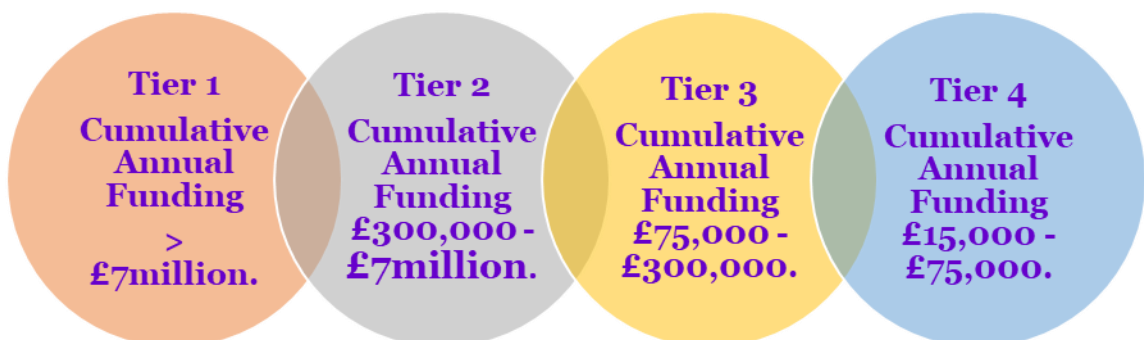 Tier 1
Cumulative
Annual
Funding
>
£7million.
Tier 2
Cumulative
Annual
Funding
£300,000 -
£7million.
Tier 3
Cumulative
Annual
Funding
£75,000 -
£300,000.
Tier 4
Cumulative
Annual
Funding
£15,000 -
£75,000.